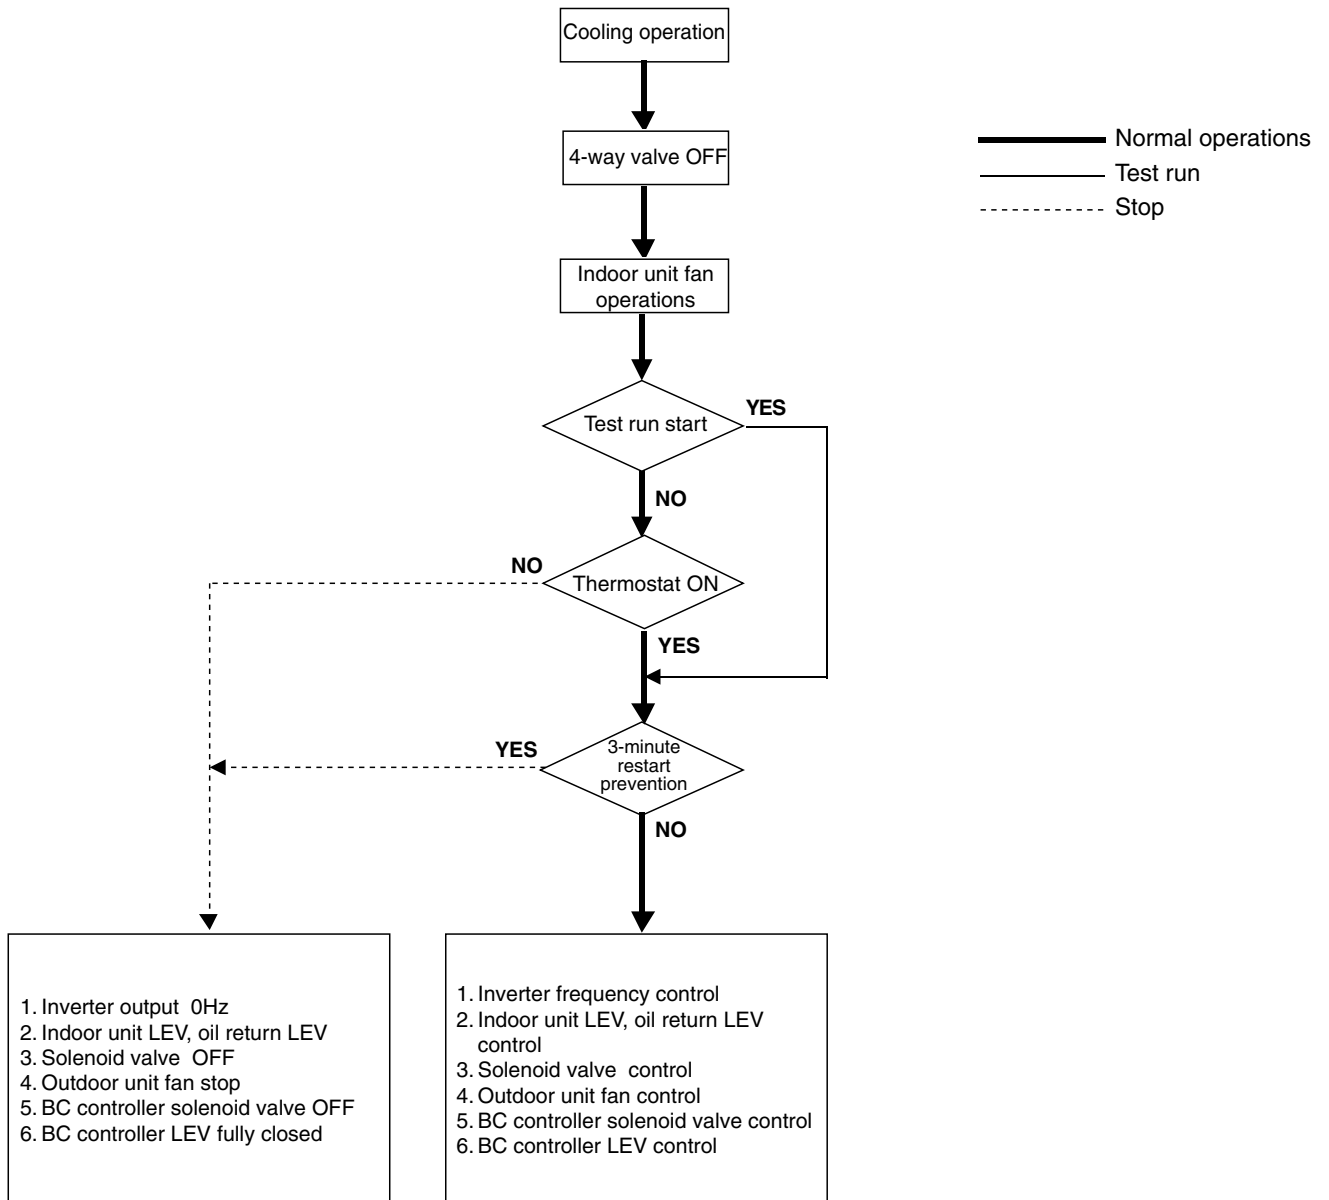 Cooling operation
4-way valve OFF
Normal operations
Test run
Stop
Indoor unit fan
operations
Test run start
YES
NO
Thermostat ON
NO
YES
3-minute
restart
prevention
YES
NO
1. Inverter output 0Hz
2. Indoor unit LEV, oil return LEV
3. Solenoid valve OFF
4. Outdoor unit fan stop
5. BC controller solenoid valve OFF
6. BC controller LEV fully closed
1. Inverter frequency control
2. Indoor unit LEV, oil return LEV
control
3. Solenoid valve control
4. Outdoor unit fan control
5. BC controller solenoid valve control
6. BC controller LEV control